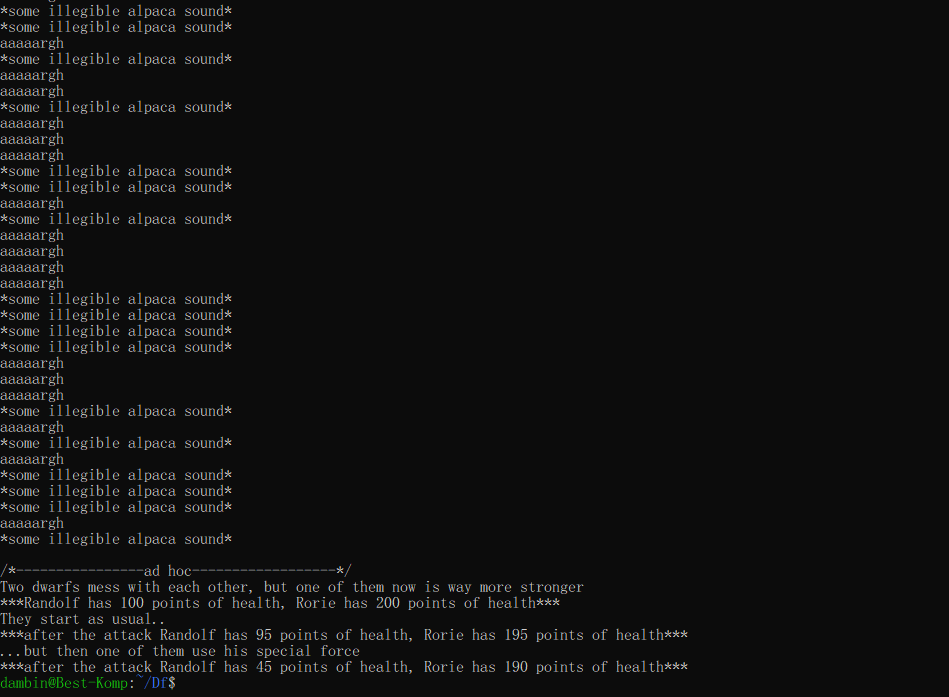 *some illegible alpaca sound*
*some illegible alpaca sound*
aaaaargh
*some illegible alpaca sound*
aaaaargh
aaaaargh
*some illegible alpaca sound*
aaaaargh
aaaaargh
aaaaargh
*some illegible alpaca sound*
*some illegible alpaca sound*
aaaaargh
*some illegible alpaca sound*
aaaaargh
aaaaargh
aaaaargh
aaaaargh
*some illegible alpaca sound*
*some illegible alpaca sound*
*some illegible alpaca sound*
*some illegible alpaca sound*
aaaaargh
aaaaargh
aaaaargh
*some illegible alpaca sound*
aaaaargh
*some illegible alpaca sound*
aaaaargh
*some illegible alpaca sound*
*some illegible alpaca sound*
*some illegible alpaca sound*
aaaaargh
*some illegible alpaca sound*
/*----------------ad hoc------------------*/
Two dwarfs mess with each other, but one of them now is way more stronger
***Randolf has 100 points of health, Rorie has 200 points of health***
They start as usual..
***after the attack Randolf has 95 points of health, Rorie has 195 points of health***
...but then one of them use his special force
***after the attack Randolf has 45 points of health, Rorie has 190 points of health***
dambin@Best-Komp:~/Df$